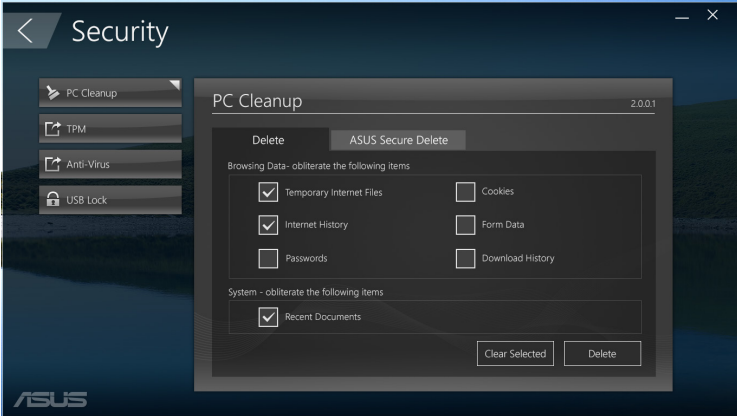 Security
PC Cleanup
TPM
Anti-Virus
USB Lock
PC Cleanup
2.0.0.1
Delete ASUS Secure Delete
Browsing Data- obliterate the following items
Temporary Internet Files Cookies
Internet History Form Data
Passwords Download History
System - obliterate the following items
Recent Documents
Clear Selected Delete
ASUS